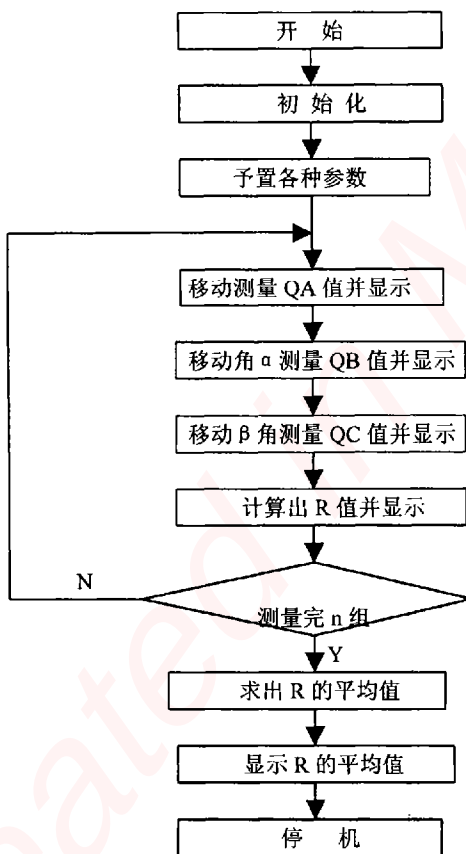 开 始
初 始 化
予置各种参数
移动测量 QA 值并显示
移动角 α 测量 QB 值并显示
移动 β 角测量 QC 值并显示
计算出 R 值并显示
N
测量完 n 组
Y
求出 R 的平均值
显示 R 的平均值
停 机